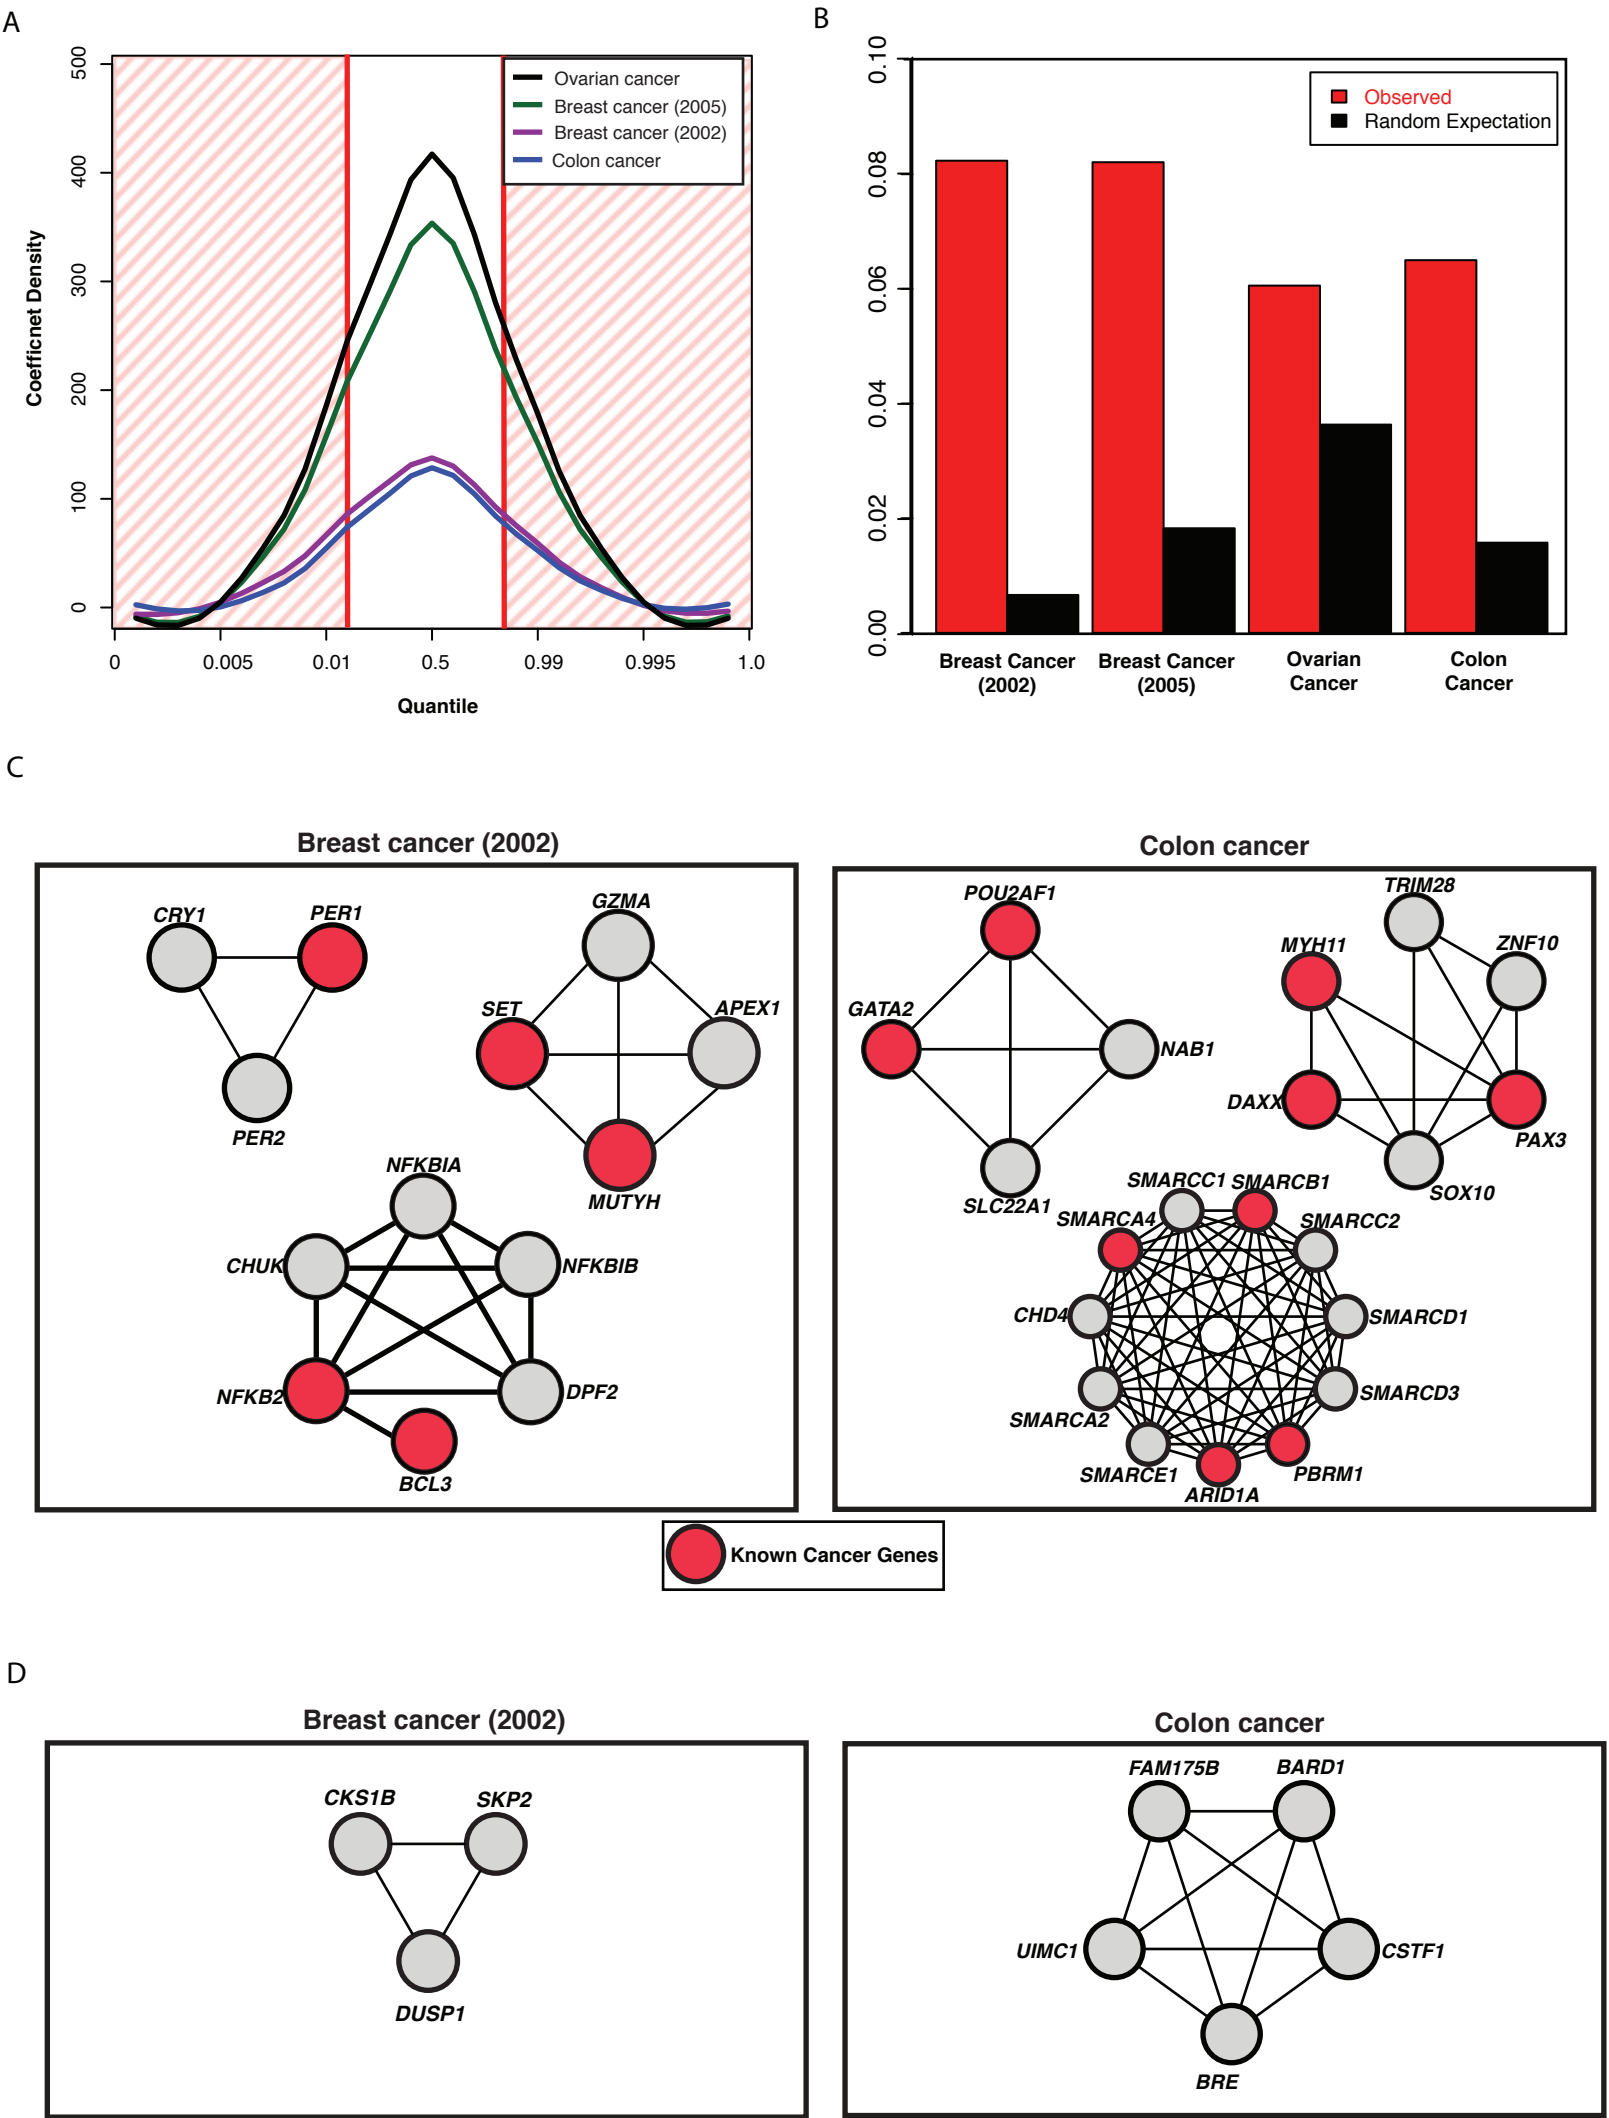 A
500
400
300
200
100
0
Coefficnet Density
Ovarian cancer
Breast cancer (2005)
Breast cancer (2002)
Colon cancer
0 0.005 0.01 0.5 0.99 0.995 1.0
Quantile
B
0.10
0.08
0.06
0.04
0.02
0.00
Observed
Random Expectation
Breast Cancer
(2002)
Breast Cancer
(2005)
Ovarian
Cancer
Colon
Cancer
C
Breast cancer (2002)
CRY1
PER1
PER2
GZMA
SET
APEX1
MUTYH
NFKBIA
CHUK
NFKBIB
NFKB2
DPF2
BCL3
Colon cancer
POU2AF1
GATA2
NAB1
SLC22A1
TRIM28
MYH11
ZNF10
DAXX
PAX3
SOX10
SMARCC1
SMARCB1
SMARCA4
SMARCC2
CHD4
SMARCD1
SMARCA2
SMARCD3
SMARCE1
PBRM1
ARID1A
Known Cancer Genes
D
Breast cancer (2002)
CKS1B
SKP2
DUSP1
Colon cancer
FAM175B
BARD1
UIMC1
CSTF1
BRE